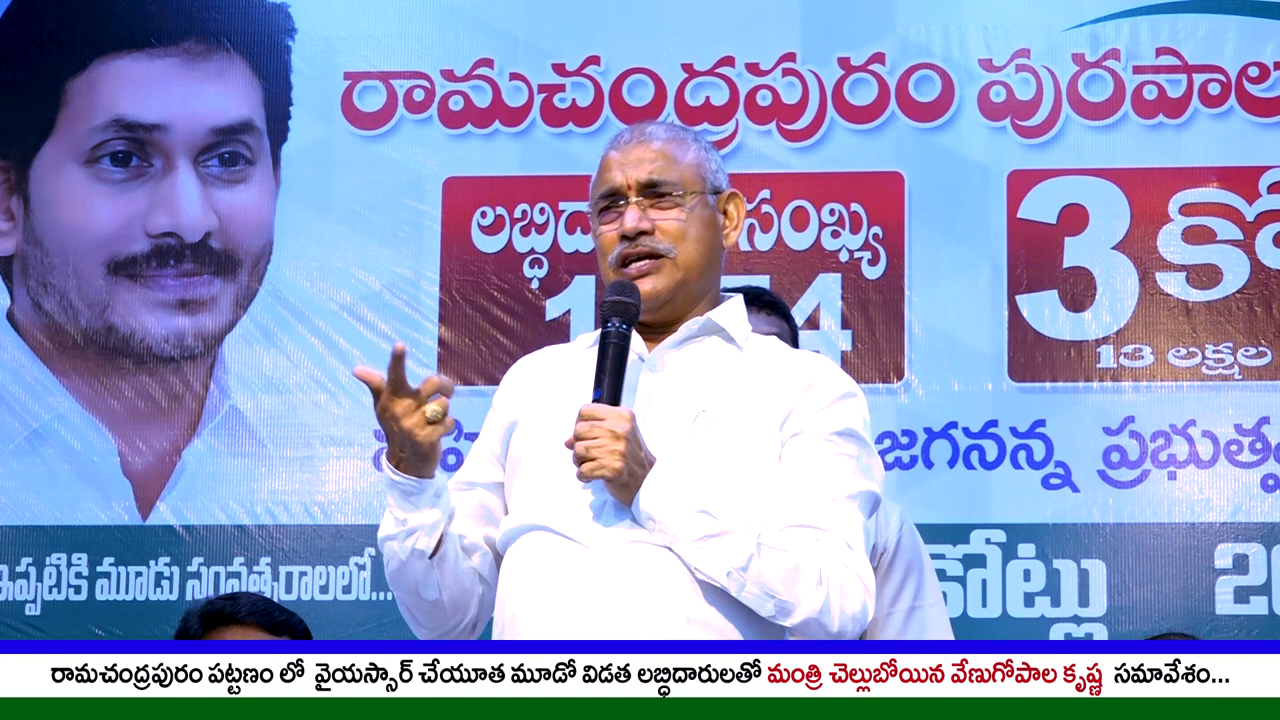 రామచంద్రపురం పురపాల
సంఖ్య
3 కో
13 లక్షల
జగనన్న ప్రభుత్వ
ఇప్పటికి మూడు సంవత్సరాలలో...
కోట్లు
రామచంద్రపురం పట్టణం లో వైయస్సార్ చేయూత మూడో విడత లబ్ధిదారులతో మంత్రి చెల్లుబోయిన వేణుగోపాల కృష్ణ సమావేశం...